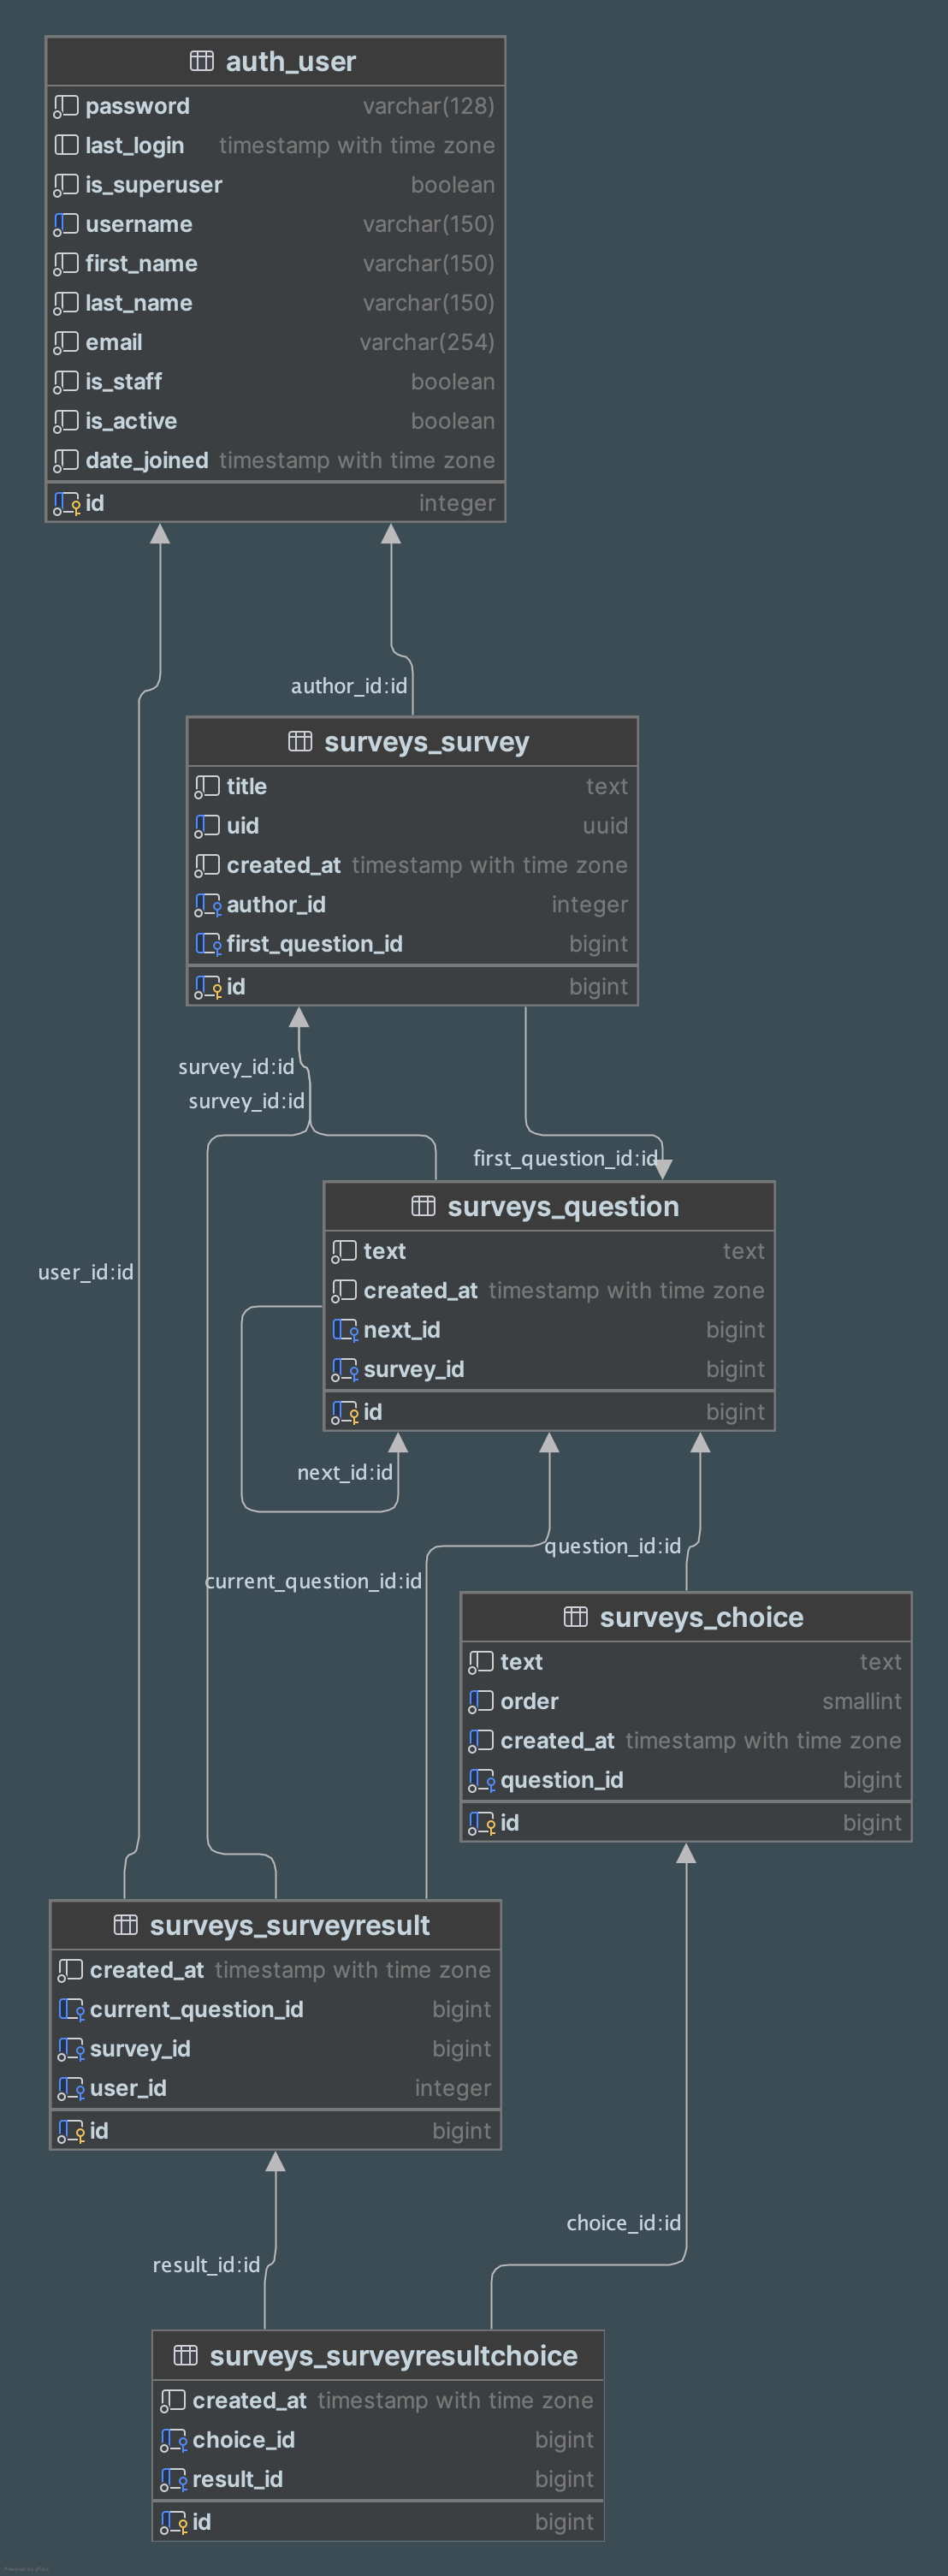 auth_user
password varchar(128)
last_login timestamp with time zone
is_superuser boolean
username varchar(150)
first_name varchar(150)
last_name varchar(150)
email varchar(254)
is_staff boolean
is_active boolean
date_joined timestamp with time zone
id integer
author_id:id
surveys_survey
title text
uid uuid
created_at timestamp with time zone
author_id integer
first_question_id bigint
id bigint
survey_id:id
survey_id:id
first_question_id:id
surveys_question
text text
created_at timestamp with time zone
next_id bigint
survey_id bigint
id bigint
user_id:id
next_id:id
question_id:id
current_question_id:id
surveys_choice
text text
order smallint
created_at timestamp with time zone
question_id bigint
id bigint
surveys_surveyresult
created_at timestamp with time zone
current_question_id bigint
survey_id bigint
user_id integer
id bigint
choice_id:id
result_id:id
surveys_surveyresultchoice
created_at timestamp with time zone
choice_id bigint
result_id bigint
id bigint
Powered by yFiles